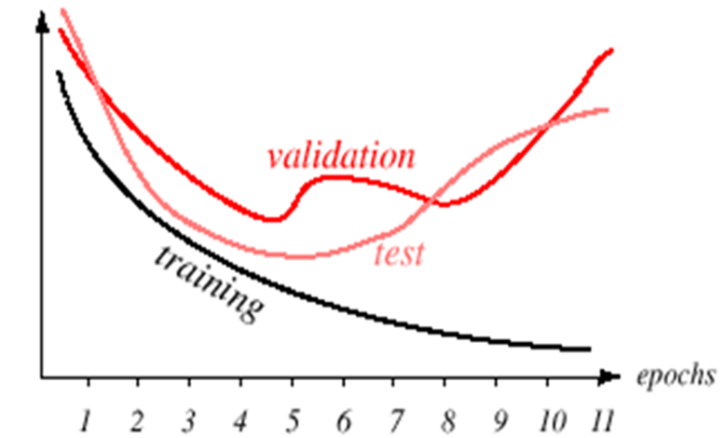 validation
test
training
epochs
1 2 3 4 5 6 7 8 9 10 11